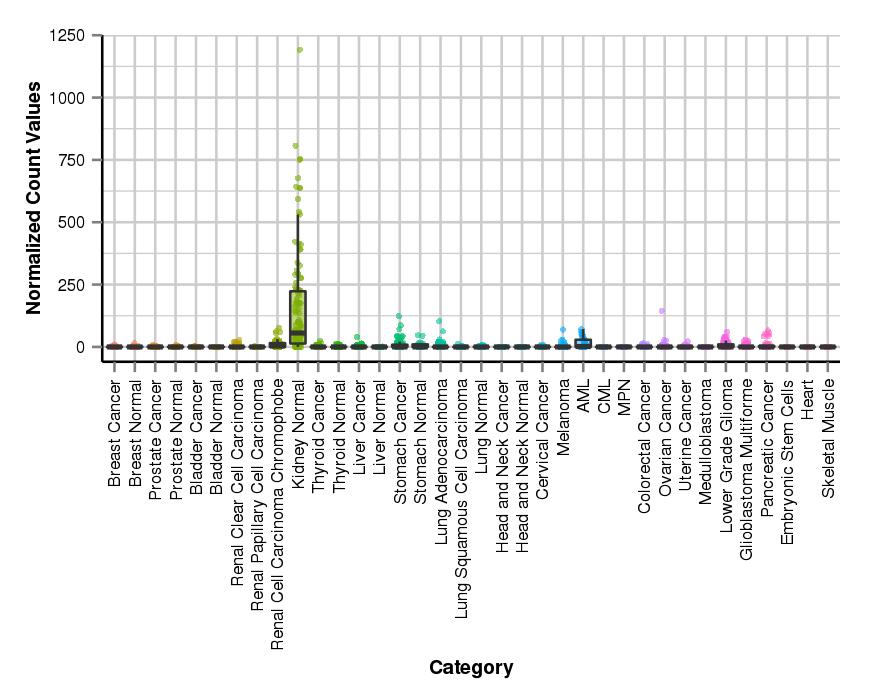 1250
1000
750
500
250
0
Normalized Count Values
Breast Cancer
Breast Normal
Prostate Cancer
Prostate Normal
Bladder Cancer
Bladder Normal
Renal Clear Cell Carcinoma
Renal Papillary Cell Carcinoma
Renal Cell Carcinoma Chromophobe
Kidney Normal
Thyroid Cancer
Thyroid Normal
Liver Cancer
Liver Normal
Stomach Cancer
Stomach Normal
Lung Adenocarcinoma
Lung Squamous Cell Carcinoma
Lung Normal
Head and Neck Cancer
Head and Neck Normal
Cervical Cancer
Melanoma
AML
CML
MPN
Colorectal Cancer
Ovarian Cancer
Uterine Cancer
Medulloblastoma
Lower Grade Glioma
Glioblastoma Multiforme
Pancreatic Cancer
Embryonic Stem Cells
Heart
Skeletal Muscle
Category